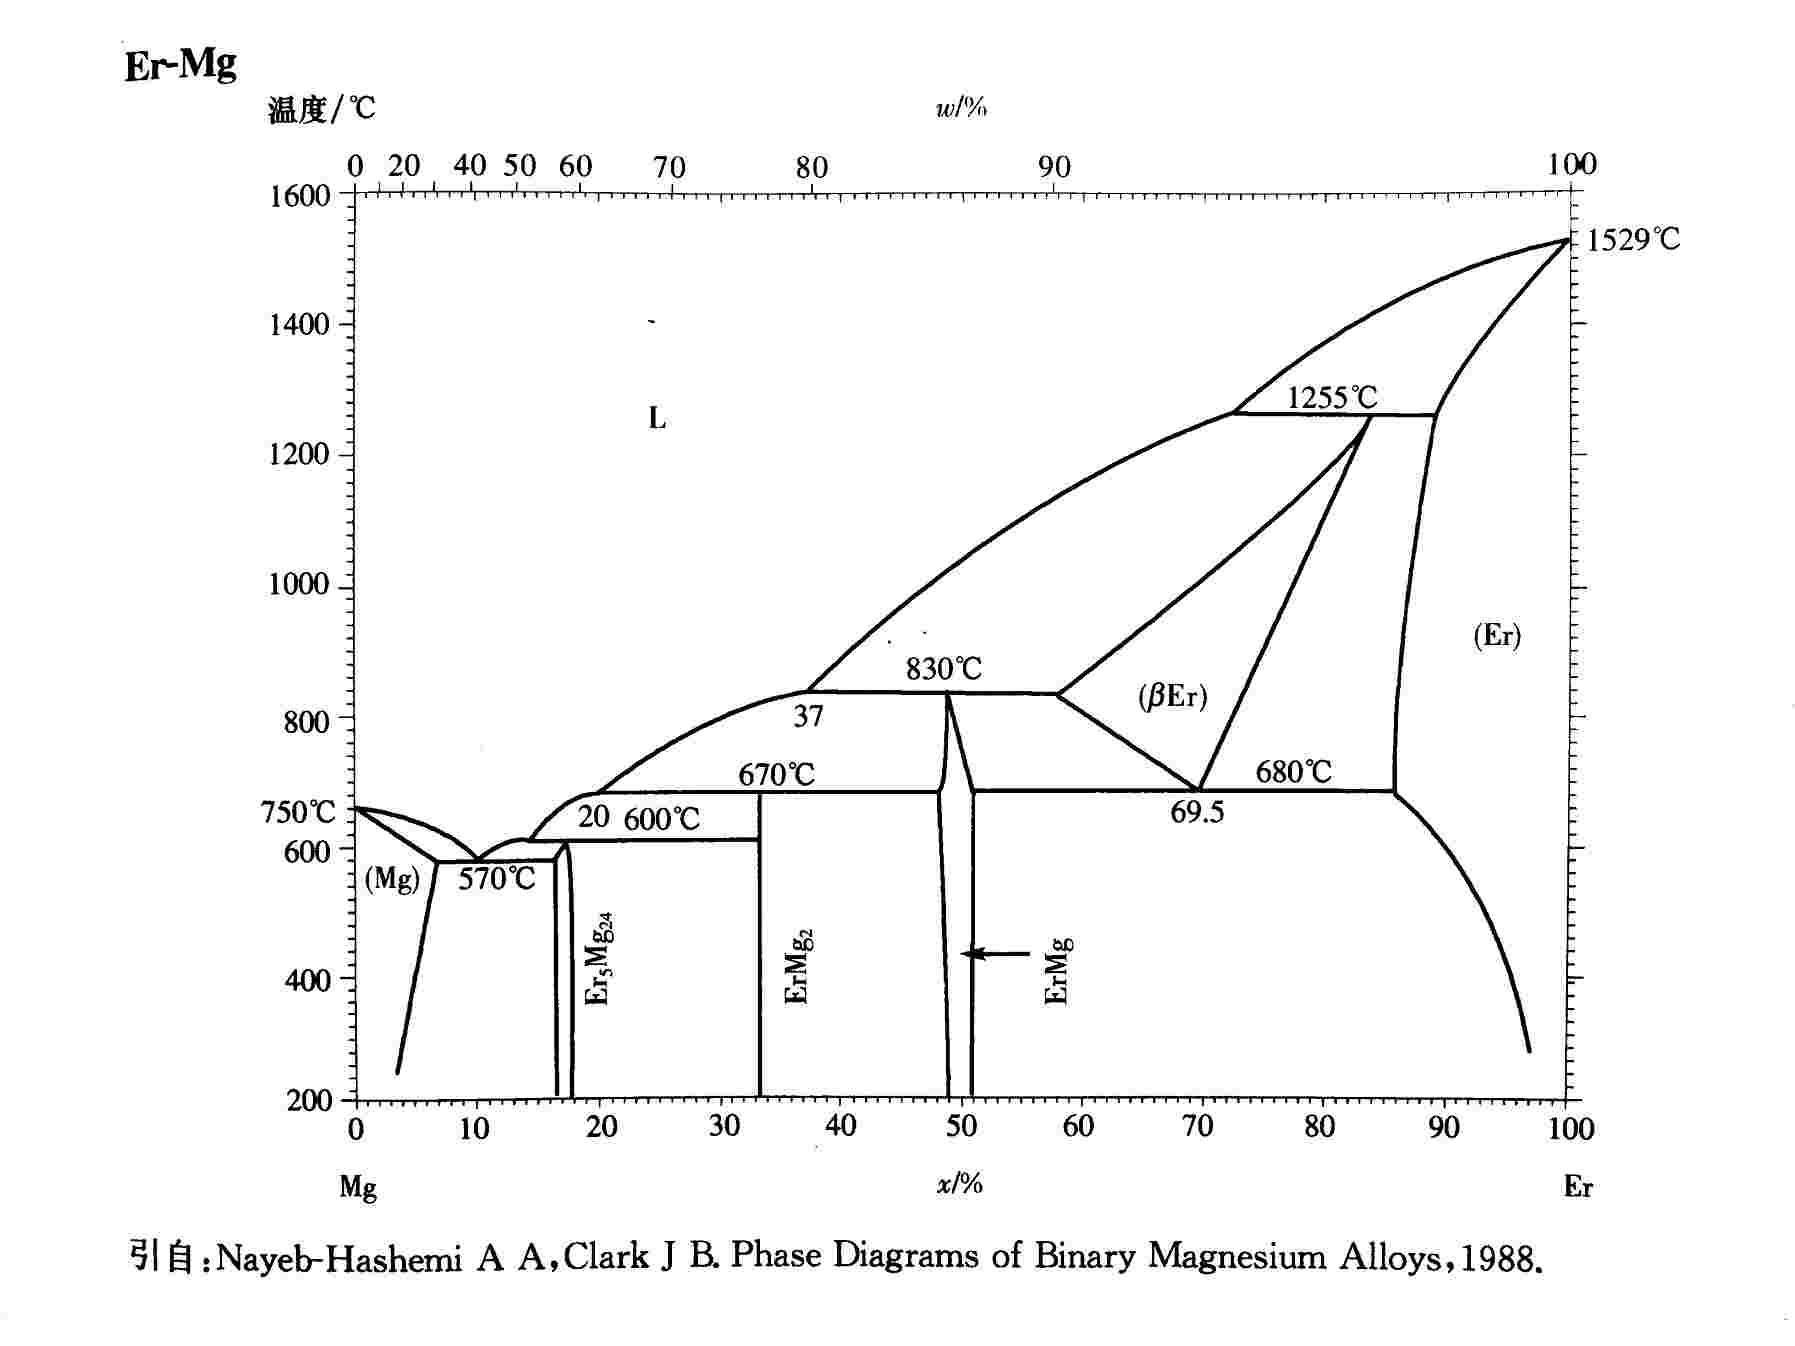 Er-Mg
温度/℃
w/%
0 20 40 50 60 70 80 90 100
1600
1529℃
1400
1255℃
L
1200
1000
(Er)
830℃
(βEr)
800
37
670℃
680℃
750℃
20 600℃
69.5
600
(Mg) 570℃
Er₅Mg₂₄
ErMg₂
ErMg
400
200
0 10 20 30 40 50 60 70 80 90 100
Mg
x/%
Er
引自:Nayeb-Hashemi A A,Clark J B. Phase Diagrams of Binary Magnesium Alloys,1988.